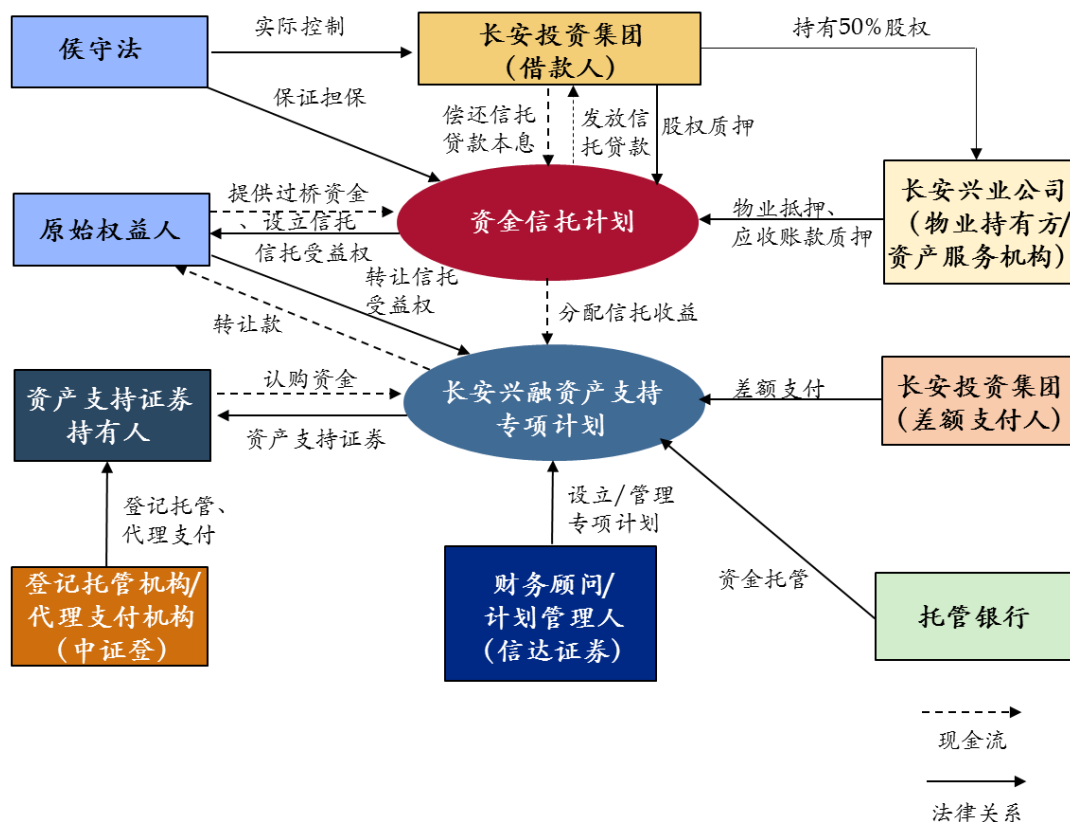 侯守法
实际控制
长安投资集团
（借款人）
持有50%股权
保证担保
偿还信托
贷款本息
发放信
托贷款
股权质押
原始权益人
提供过桥资金
、设立信托
信托受益权
资金信托计划
物业抵押、
应收账款质押
长安兴业公司
（物业持有方/
资产服务机构）
转让信托
受益权
转让款
分配信托收益
资产支持证券
持有人
认购资金
资产支持证券
长安兴融资产支持
专项计划
差额支付
长安投资集团
（差额支付人）
登记托管、
代理支付
设立/管理
专项计划
资金托管
登记托管机构/
代理支付机构
（中证登）
财务顾问/
计划管理人
（信达证券）
托管银行
现金流
法律关系